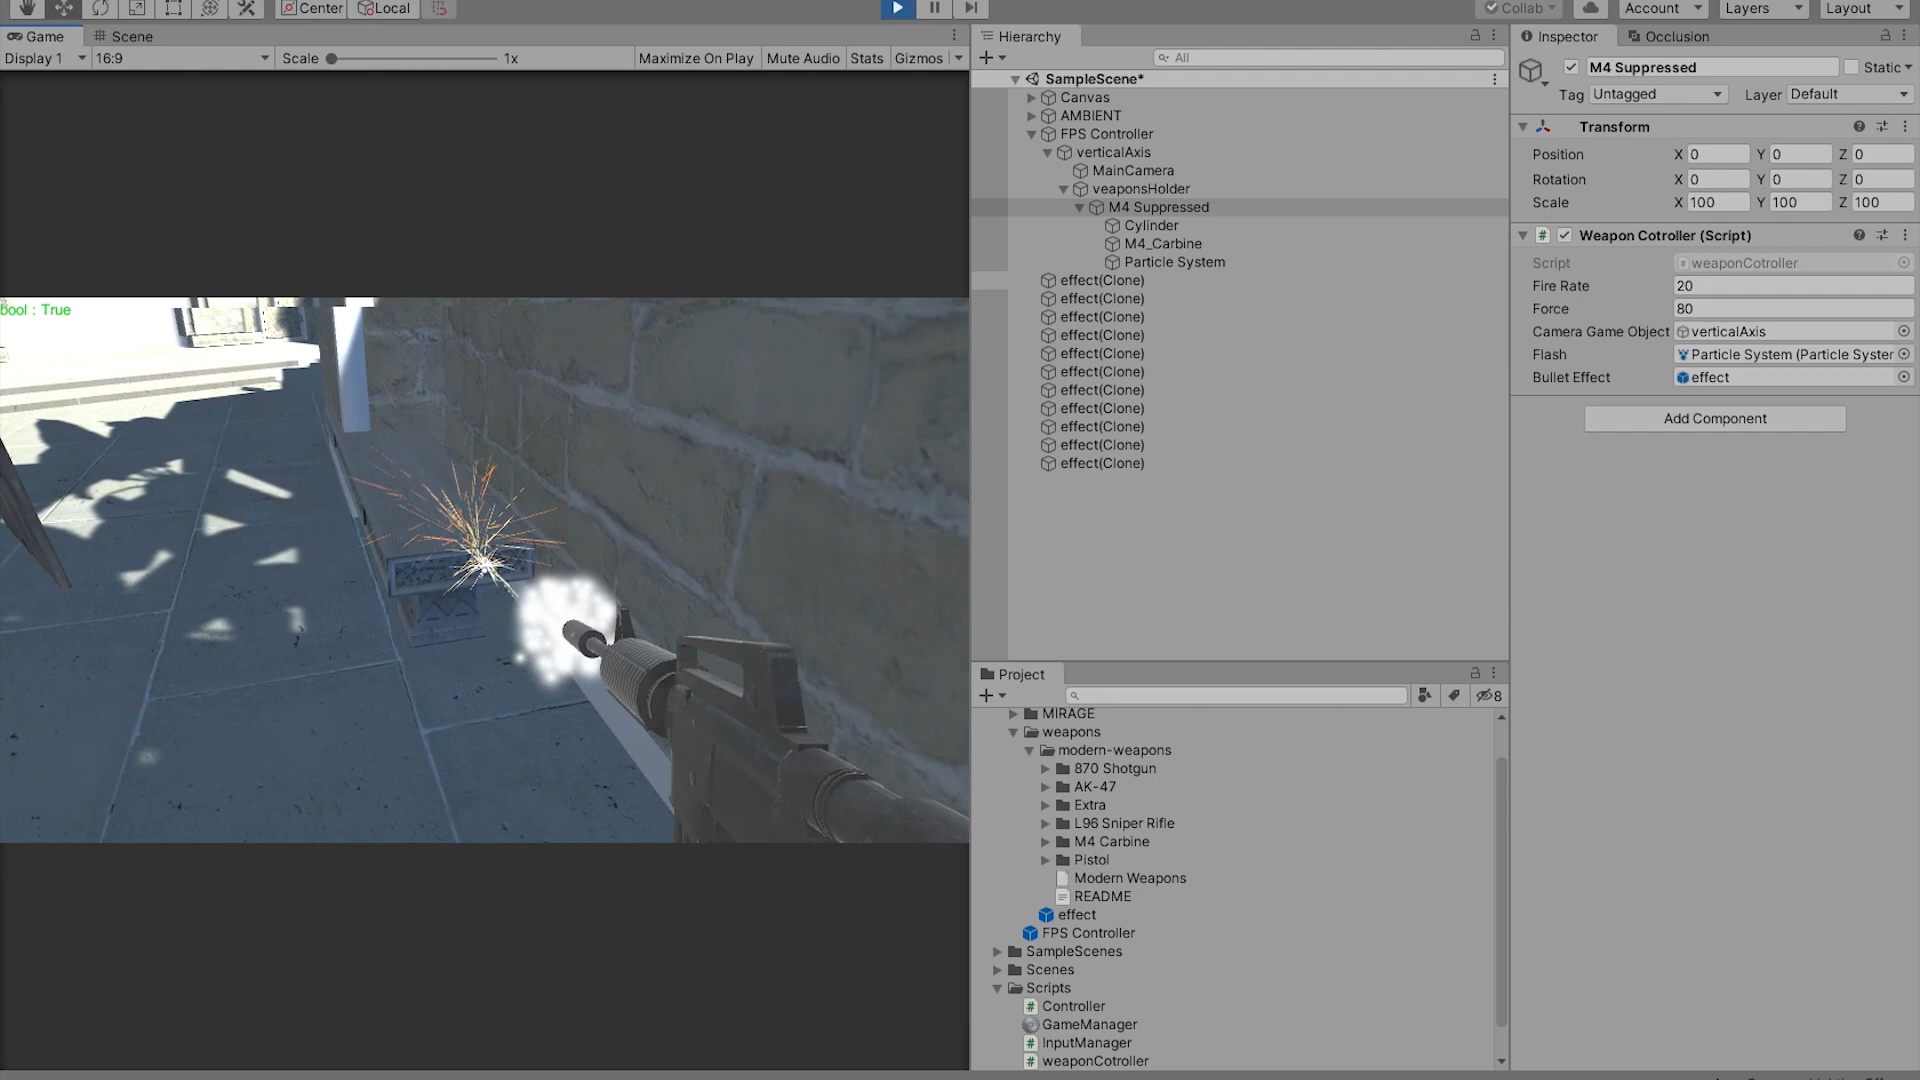 Center Local Collab Account Layers Layout
Game Scene
Display 1 16:9 Scale 1x Maximize On Play Mute Audio Stats Gizmos
bool : True
Hierarchy
All
SampleScene*
Canvas
AMBIENT
FPS Controller
verticalAxis
MainCamera
veaponsHolder
M4 Suppressed
Cylinder
M4_Carbine
Particle System
effect(Clone)
effect(Clone)
effect(Clone)
effect(Clone)
effect(Clone)
effect(Clone)
effect(Clone)
effect(Clone)
effect(Clone)
effect(Clone)
effect(Clone)
Project
8
MIRAGE
weapons
modern-weapons
870 Shotgun
AK-47
Extra
L96 Sniper Rifle
M4 Carbine
Pistol
Modern Weapons
README
effect
FPS Controller
SampleScenes
Scenes
Scripts
Controller
GameManager
InputManager
weaponCotroller
Inspector Occlusion
M4 Suppressed Static
Tag Untagged Layer Default
Transform
Position X 0 Y 0 Z 0
Rotation X 0 Y 0 Z 0
Scale X 100 Y 100 Z 100
# Weapon Cotroller (Script)
Script weaponCotroller
Fire Rate 20
Force 80
Camera Game Object verticalAxis
Flash Particle System (Particle Syster
Bullet Effect effect
Add Component